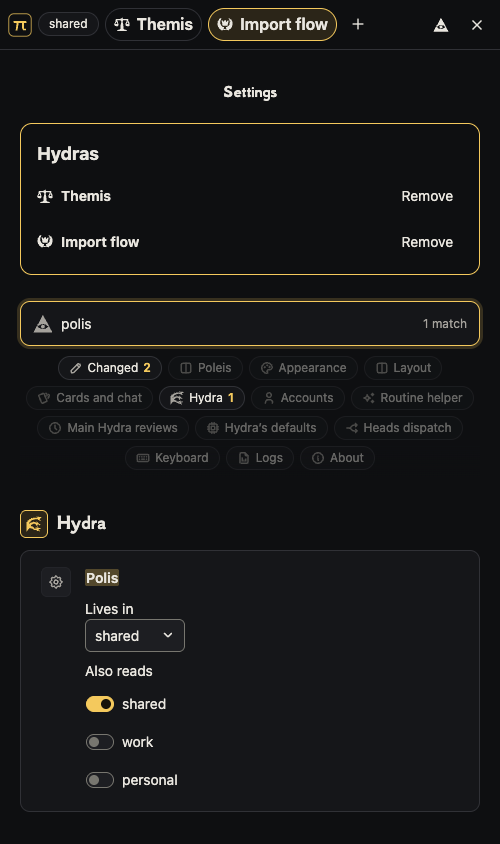 π shared Themis Import flow
Settings
Hydras
Themis Remove
Import flow Remove
polis 1 match
Changed 2 Poleis Appearance Layout
Cards and chat Hydra 1 Accounts Routine helper
Main Hydra reviews Hydra's defaults Heads dispatch
Keyboard Logs About
Hydra
Polis
Lives in
shared
Also reads
shared
work
personal